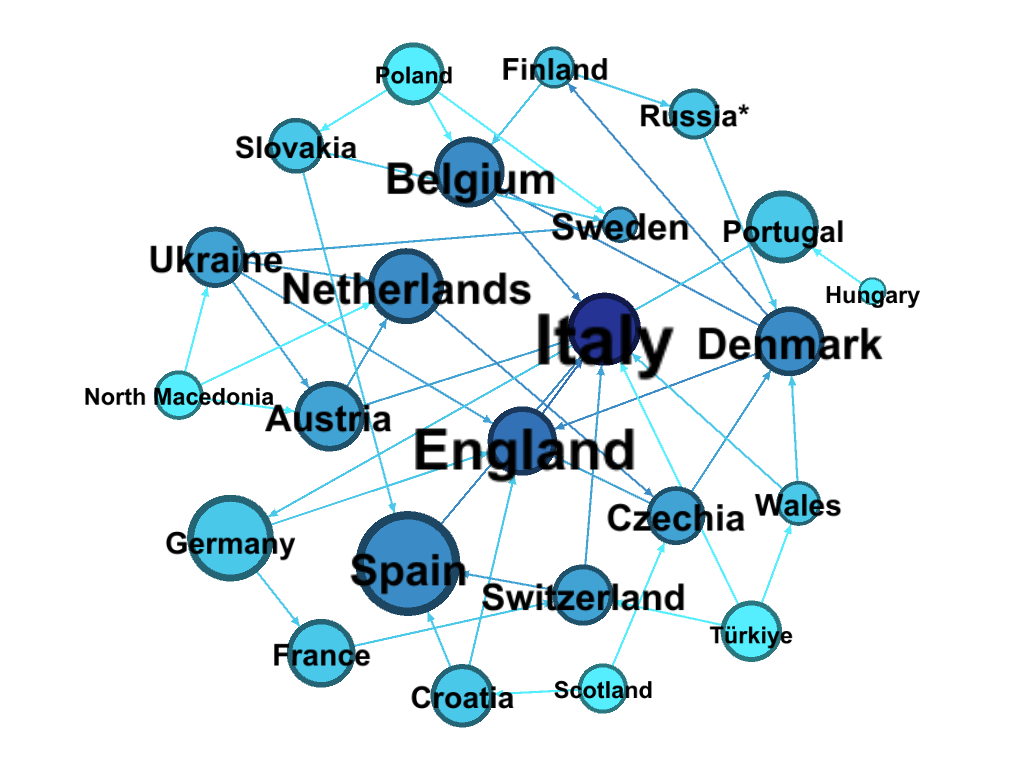 Finland
Poland
Russia*
Slovakia
Belgium
Sweden
Portugal
Ukraine
Netherlands
Hungary
Italy
Denmark
North Macedonia
Austria
England
Wales
Czechia
Germany
Spain
Switzerland
Türkiye
France
Scotland
Croatia